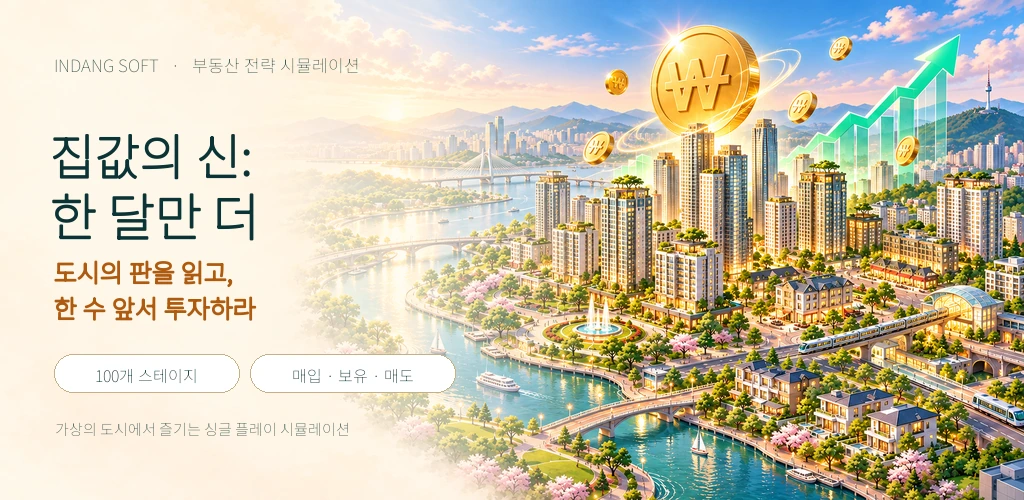 INDANG SOFT · 부동산 전략 시뮬레이션
집값의 신:
한 달만 더
도시의 판을 읽고,
한 수 앞서 투자하라
100개 스테이지
매입 · 보유 · 매도
가상의 도시에서 즐기는 싱글 플레이 시뮬레이션